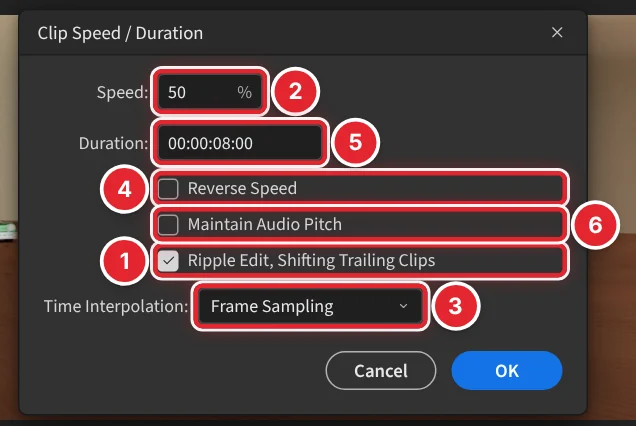 Clip Speed / Duration
Speed: 50 % 2
Duration: 00:00:08:00 5
4 Reverse Speed
Maintain Audio Pitch 6
1 Ripple Edit, Shifting Trailing Clips
Time Interpolation: Frame Sampling 3
Cancel OK